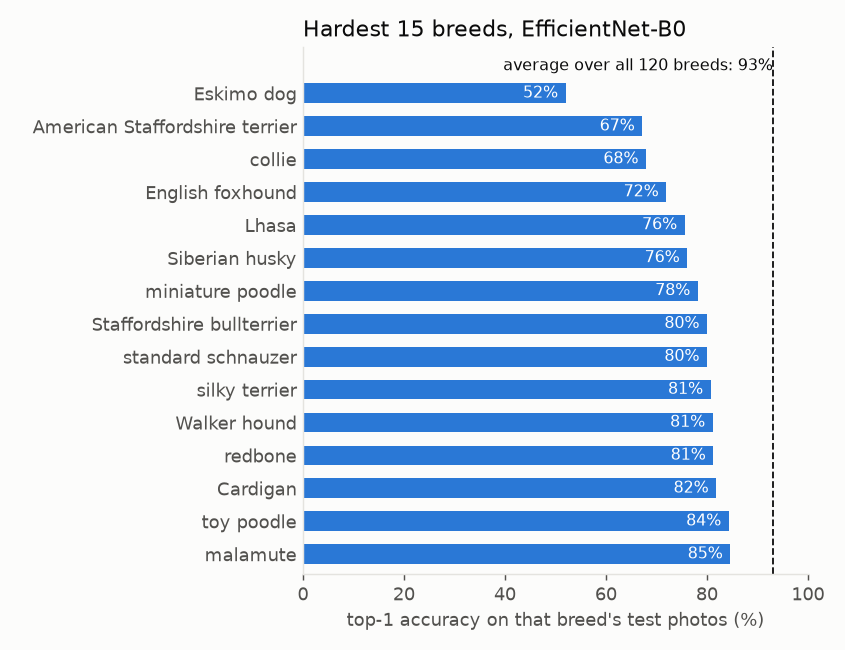 Hardest 15 breeds, EfficientNet-B0
average over all 120 breeds: 93%
Eskimo dog 52%
American Staffordshire terrier 67%
collie 68%
English foxhound 72%
Lhasa 76%
Siberian husky 76%
miniature poodle 78%
Staffordshire bullterrier 80%
standard schnauzer 80%
silky terrier 81%
Walker hound 81%
redbone 81%
Cardigan 82%
toy poodle 84%
malamute 85%
0 20 40 60 80 100
top-1 accuracy on that breed's test photos (%)